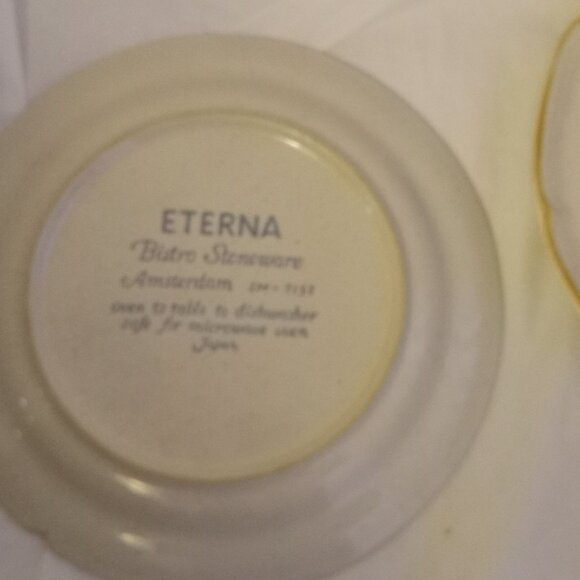 ETERNA
Bistro Stoneware
Amsterdam
oven to table to dishwasher
safe for microwave oven
Japan